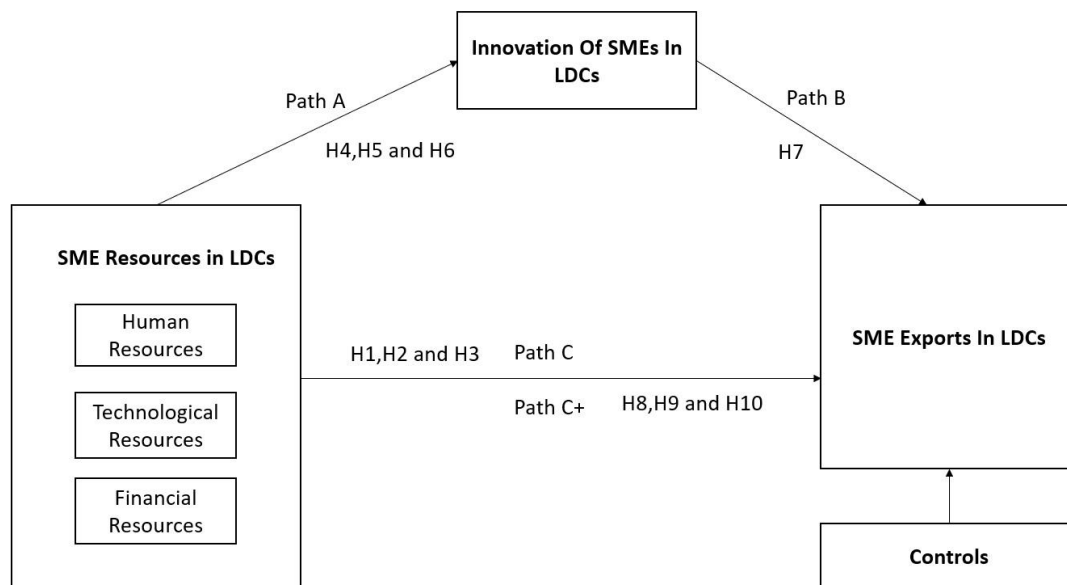 Innovation Of SMEs In
LDCs
Path A
Path B
H4,H5 and H6
H7
SME Resources in LDCs
Human
Resources
Technological
Resources
Financial
Resources
H1,H2 and H3
Path C
Path C+
H8,H9 and H10
SME Exports In LDCs
Controls